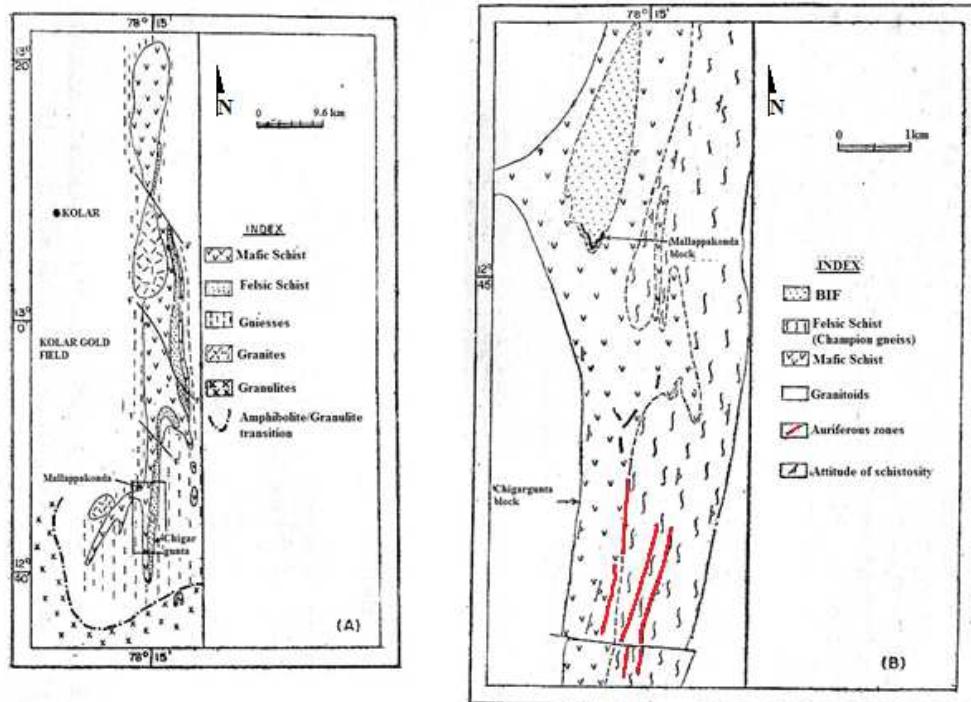 78° 15'
13° 20'
N
0 9.6 km
KOLAR
INDEX
Mafic Schist
Felsic Schist
Gniesses
Granites
Granulites
Amphibolite/Granulite
transition
13° 0'
KOLAR GOLD
FIELD
Mallappakonda
Chigar
gunta
12° 40'
(A)
78° 15'
78° 15'
N
0 1km
Mallappakonda
block
12° 45'
INDEX
BIF
Felsic Schist
(Champion gneiss)
Mafic Schist
Granitoids
Auriferous zones
Attitude of schistosity
Chigargunta
block
(B)